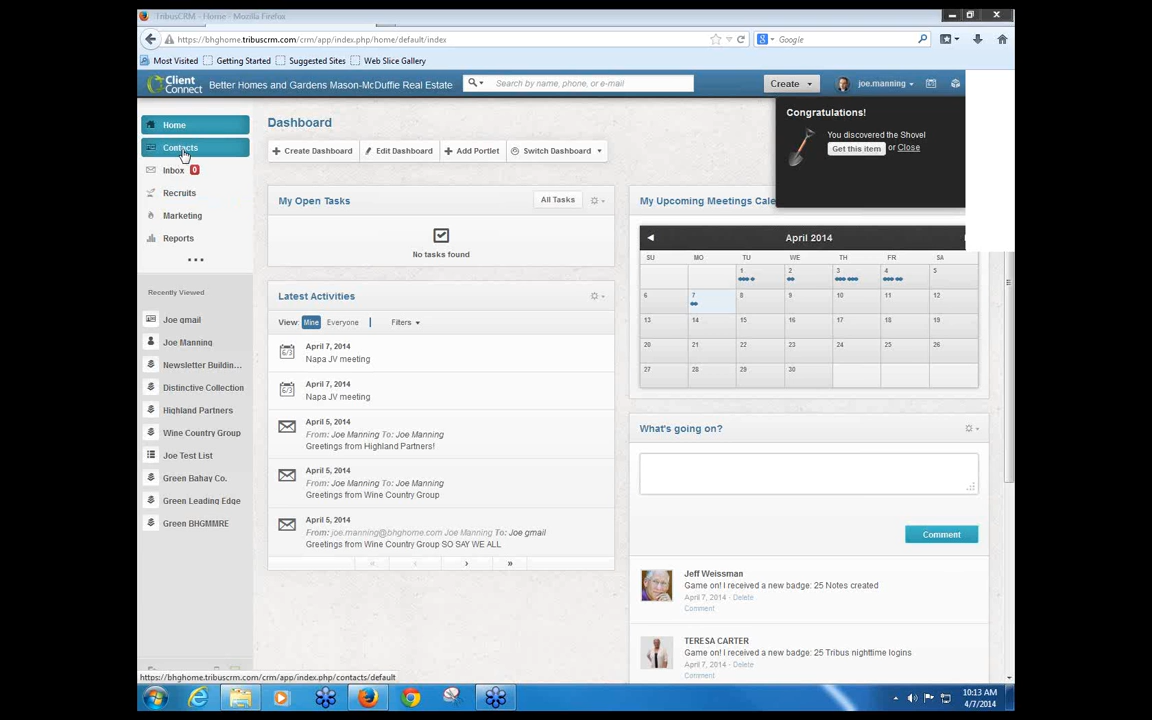 TribusCRM - Home - Mozilla Firefox
https://bhghome.tribuscrm.com/crm/app/index.php/home/default/index
Google
Most Visited
Getting Started
Suggested Sites
Web Slice Gallery
Client Connect
Better Homes and Gardens Mason-McDuffie Real Estate
Search by name, phone, or e-mail
Create
joe.manning
Congratulations!
You discovered the Shovel
Get this item or Close
Home
Contacts
Inbox 0
Recruits
Marketing
Reports
Recently Viewed
Joe gmail
Joe Manning
Newsletter Buildin...
Distinctive Collection
Highland Partners
Wine Country Group
Joe Test List
Green Bahay Co.
Green Leading Edge
Green BHGMMRE
Dashboard
Create Dashboard
Edit Dashboard
Add Portlet
Switch Dashboard
My Open Tasks
All Tasks
No tasks found
Latest Activities
View: Mine Everyone
Filters
April 7, 2014
Napa JV meeting
April 7, 2014
Napa JV meeting
April 5, 2014
From: Joe Manning To: Joe Manning
Greetings from Highland Partners!
April 5, 2014
From: Joe Manning To: Joe Manning
Greetings from Wine Country Group
April 5, 2014
From: joe.manning@bhghome.com Joe Manning To: Joe gmail
Greetings from Wine Country Group SO SAY WE ALL
My Upcoming Meetings Cale
April 2014
SU MO TU WE TH FR SA
1 2 3 4 5
6 7 8 9 10 11 12
13 14 15 16 17 18 19
20 21 22 23 24 25 26
27 28 29 30
What's going on?
Comment
Jeff Weissman
Game on! I received a new badge: 25 Notes created
April 7, 2014 - Delete
Comment
TERESA CARTER
Game on! I received a new badge: 25 Tribus nighttime logins
April 7, 2014 - Delete
Comment
https://bhghome.tribuscrm.com/crm/app/index.php/contacts/default
10:13 AM
4/7/2014